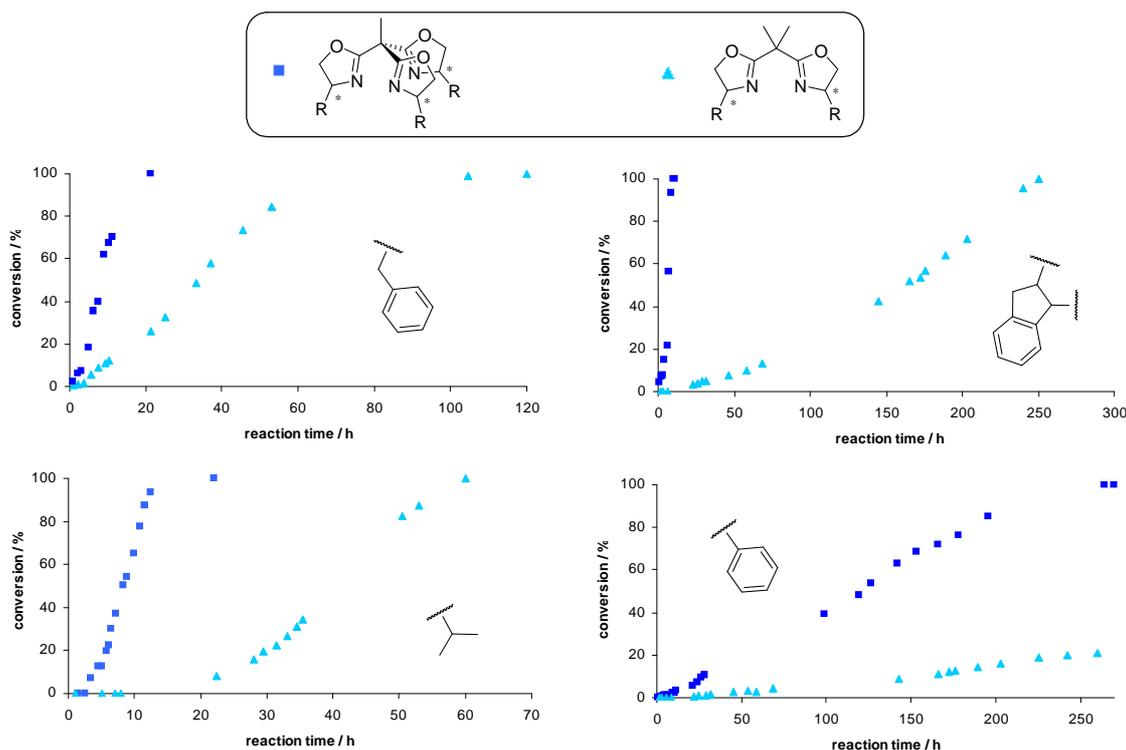 O
N
R
*
O
N
R
*
O
N
R
*
O
N
R
*
O
N
R
*
100
80
60
40
20
0
conversion / %
0 20 40 60 80 100 120
reaction time / h
100
80
60
40
20
0
conversion / %
0 50 100 150 200 250 300
reaction time / h
100
80
60
40
20
0
conversion / %
0 10 20 30 40 50 60 70
reaction time / h
100
80
60
40
20
0
conversion / %
0 50 100 150 200 250
reaction time / h